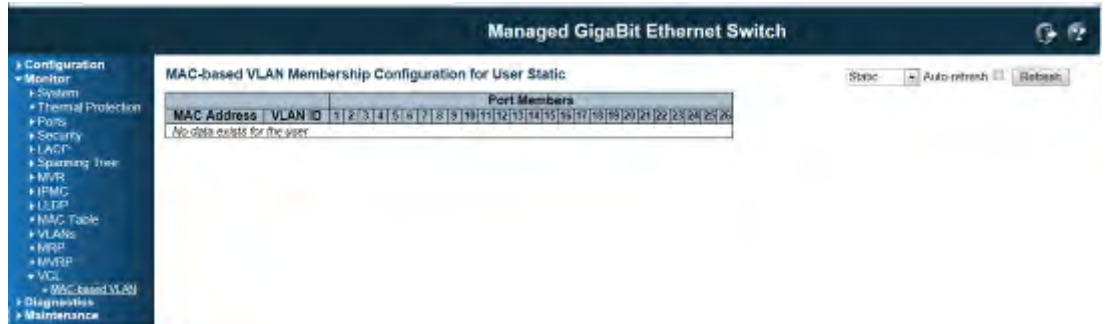 Managed GigaBit Ethernet Switch
Configuration
Monitor
System
Thermal Protection
Ports
Security
LACP
Spanning Tree
MVR
IPMC
LLDP
MAC Table
VLANs
MRP
MVRP
VCL
MAC-based VLAN
Diagnostics
Maintenance
MAC-based VLAN Membership Configuration for User Static
Static Auto-refresh Refresh
Port Members
MAC Address VLAN ID 1 2 3 4 5 6 7 8 9 10 11 12 13 14 15 16 17 18 19 20 21 22 23 24 25 26
No data exists for the user